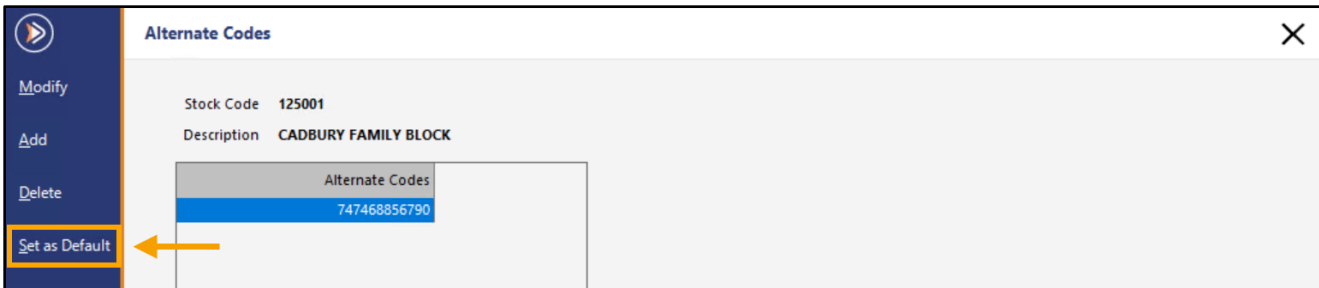 Alternate Codes
Modify
Add
Delete
Set as Default
Stock Code 125001
Description CADBURY FAMILY BLOCK
Alternate Codes
747468856790